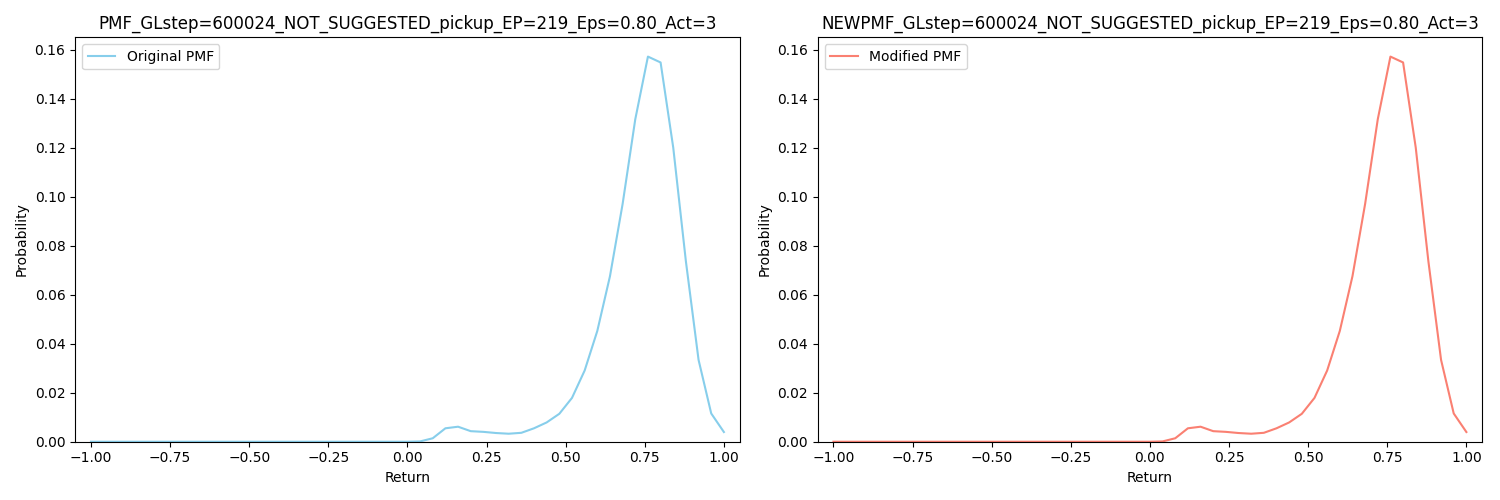 PMF_GLstep=600024_NOT_SUGGESTED_pickup_EP=219_Eps=0.80_Act=3
Original PMF
Probability
0.16
0.14
0.12
0.10
0.08
0.06
0.04
0.02
0.00
−1.00 −0.75 −0.50 −0.25 0.00 0.25 0.50 0.75 1.00
Return
NEWPMF_GLstep=600024_NOT_SUGGESTED_pickup_EP=219_Eps=0.80_Act=3
Modified PMF
Probability
0.16
0.14
0.12
0.10
0.08
0.06
0.04
0.02
0.00
−1.00 −0.75 −0.50 −0.25 0.00 0.25 0.50 0.75 1.00
Return